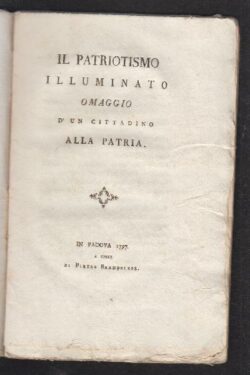 IL PATRIOTISMO
ILLUMINATO
OMAGGIO
D'UN CITTADINO
ALLA PATRIA.
IN PADOVA 1797.
A SPESE
DI PIETRO BRANDOLESE.